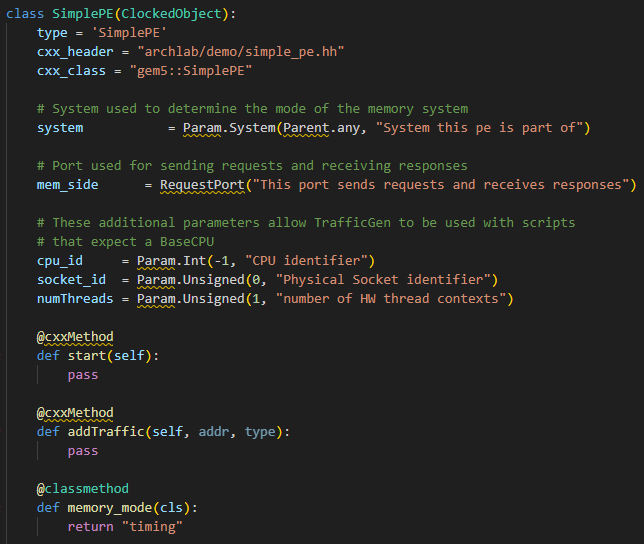 class SimplePE(ClockedObject):
    type = 'SimplePE'
    cxx_header = "archlab/demo/simple_pe.hh"
    cxx_class = "gem5::SimplePE"

    # System used to determine the mode of the memory system
    system           = Param.System(Parent.any, "System this pe is part of")

    # Port used for sending requests and receiving responses
    mem_side      = RequestPort("This port sends requests and receives responses")

    # These additional parameters allow TrafficGen to be used with scripts
    # that expect a BaseCPU
    cpu_id     = Param.Int(-1, "CPU identifier")
    socket_id  = Param.Unsigned(0, "Physical Socket identifier")
    numThreads = Param.Unsigned(1, "number of HW thread contexts")

    @cxxMethod
    def start(self):
        pass

    @cxxMethod
    def addTraffic(self, addr, type):
        pass

    @classmethod
    def memory_mode(cls):
        return "timing"